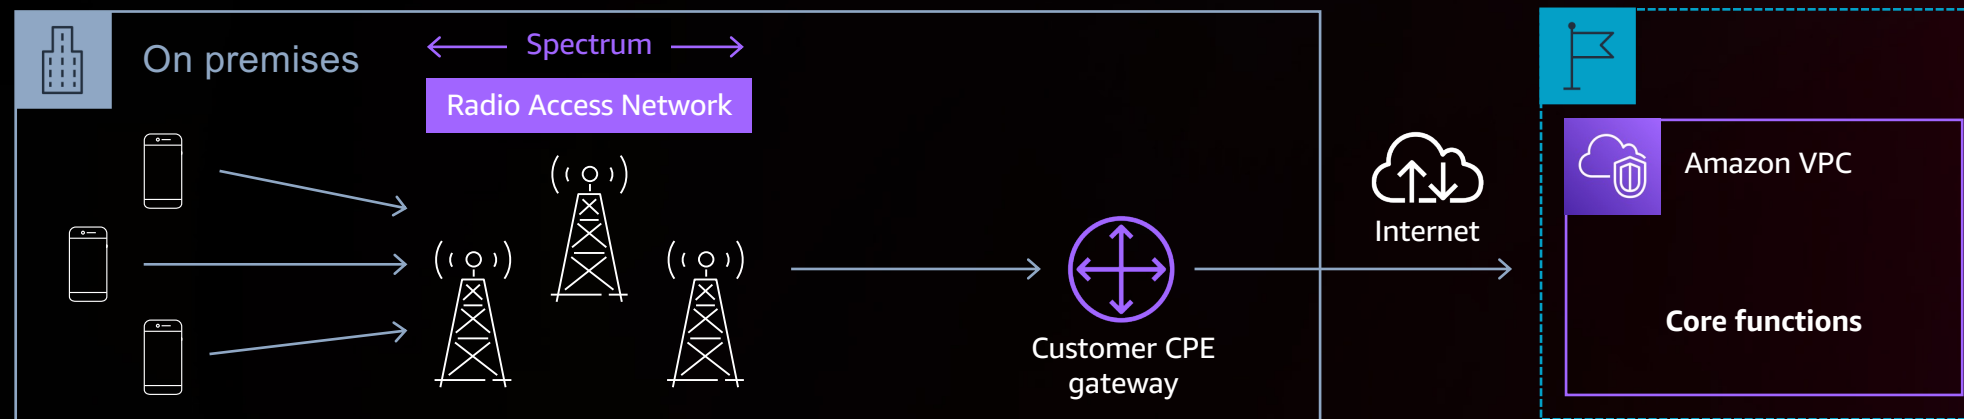 On premises
Spectrum
Radio Access Network
Internet
Customer CPE
gateway
Amazon VPC
Core functions